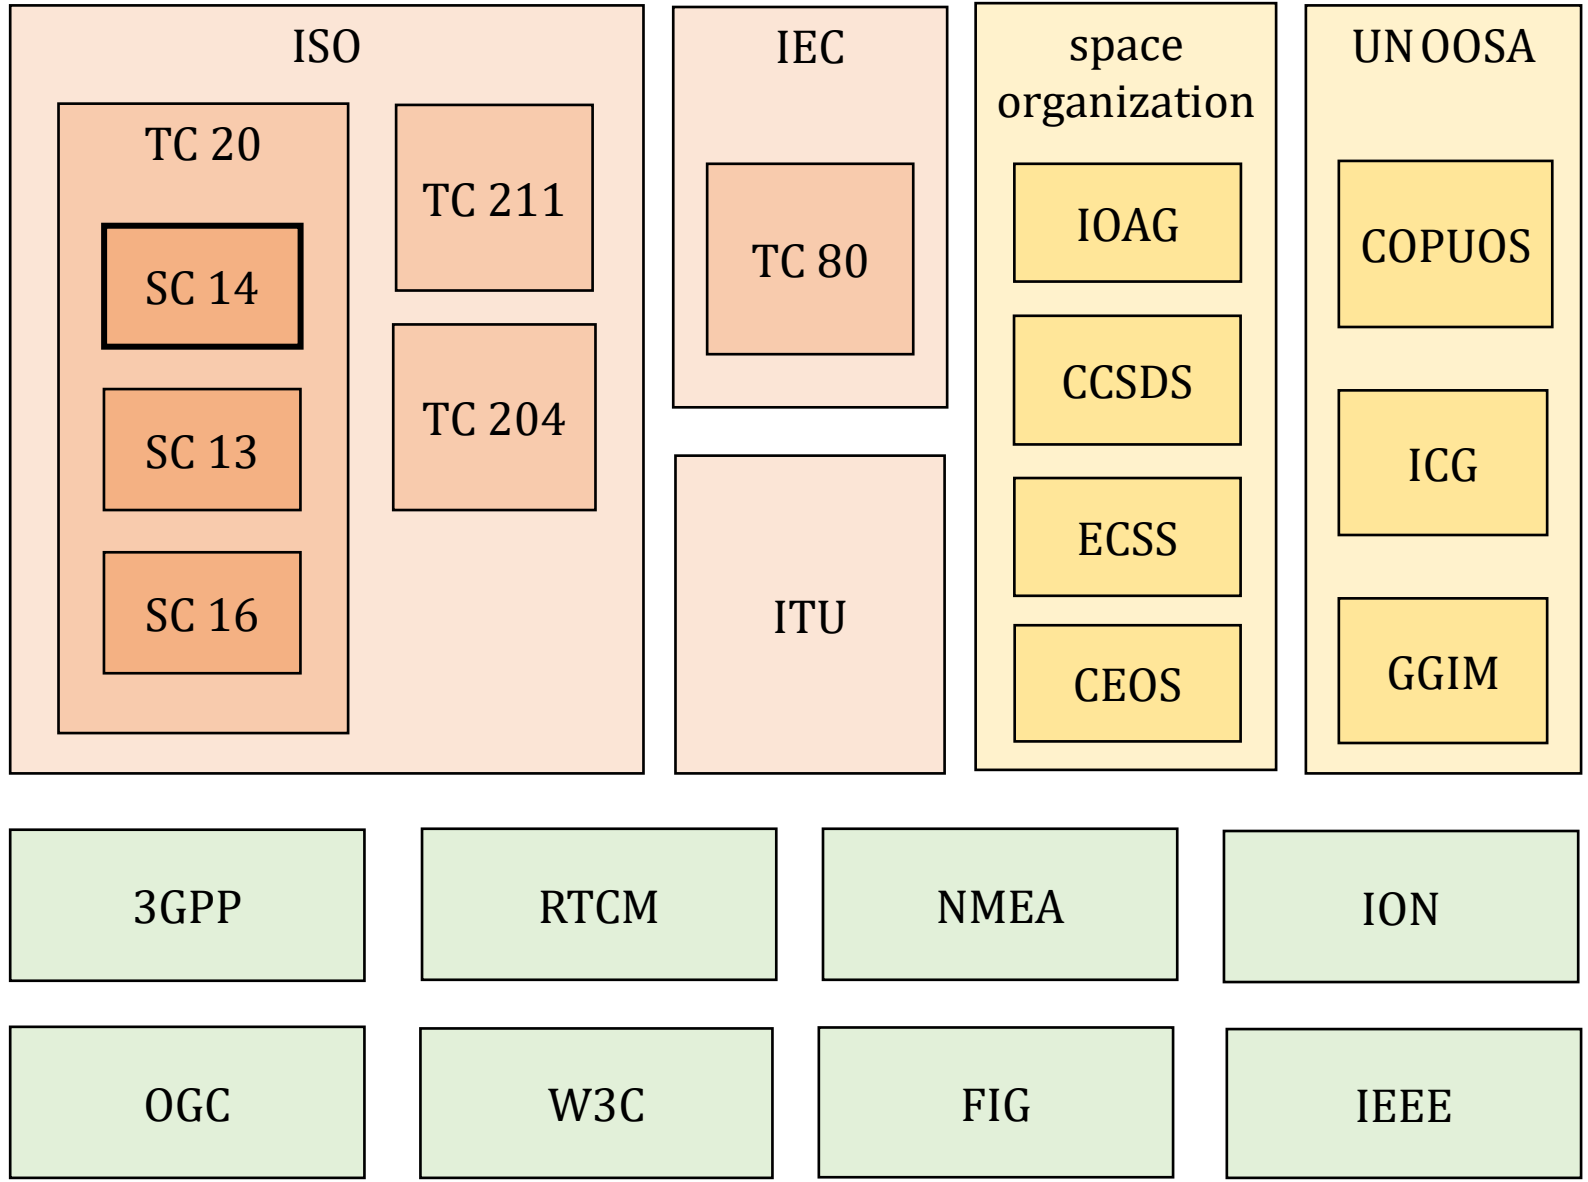 ISO
TC 20
SC 14
SC 13
SC 16
TC 211
TC 204
IEC
TC 80
ITU
space
organization
IOAG
CCSDS
ECSS
CEOS
UN OOSA
COPUOS
ICG
GGIM
3GPP
RTCM
NMEA
ION
OGC
W3C
FIG
IEEE